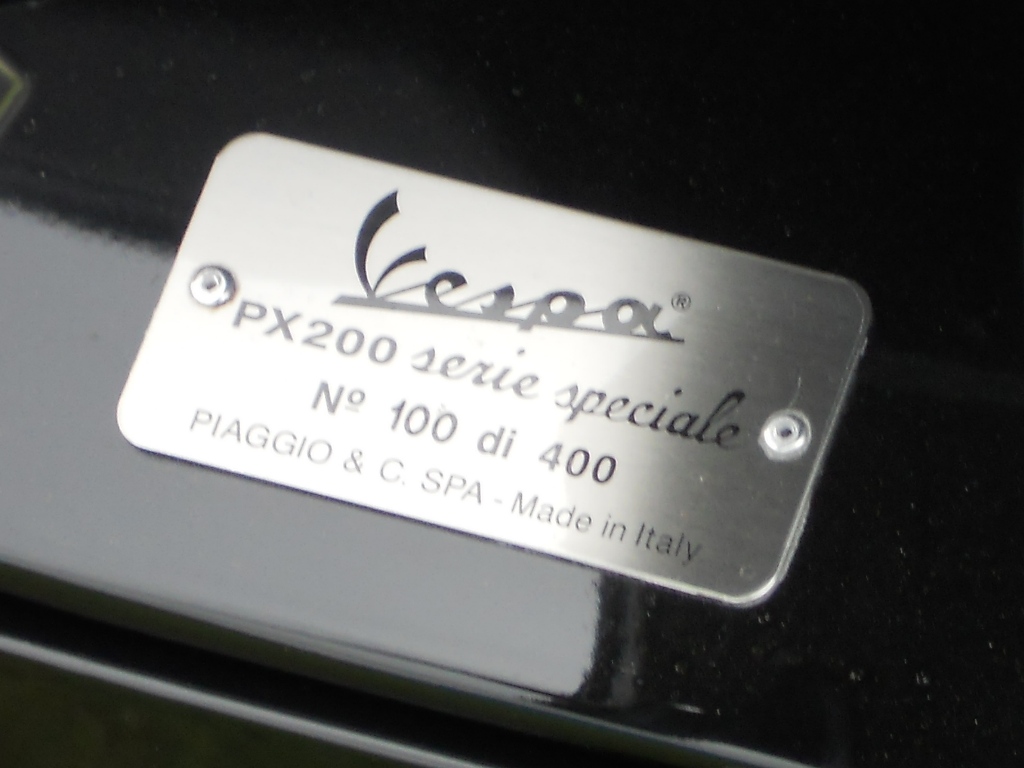 Vespa®
PX200 serie speciale
Nº 100 di 400
PIAGGIO & C. SPA - Made in Italy